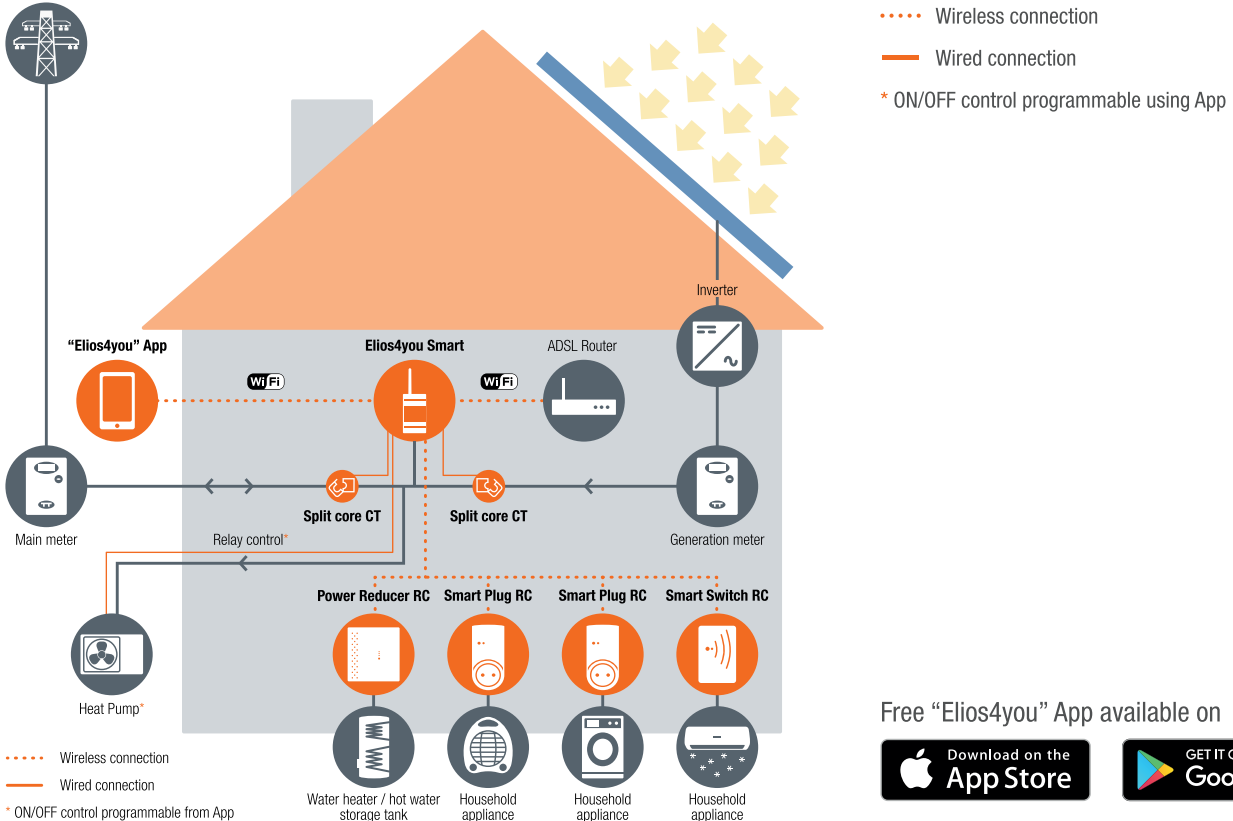 Wireless connection
Wired connection
* ON/OFF control programmable using App
Inverter
"Elios4you" App
Elios4you Smart
ADSL Router
WiFi
WiFi
Split core CT
Split core CT
Main meter
Relay control*
Generation meter
Power Reducer RC
Smart Plug RC
Smart Plug RC
Smart Switch RC
Heat Pump*
Water heater / hot water
storage tank
Household
appliance
Household
appliance
Household
appliance
Wireless connection
Wired connection
* ON/OFF control programmable from App
Free “Elios4you” App available on
Download on the
App Store
GET IT